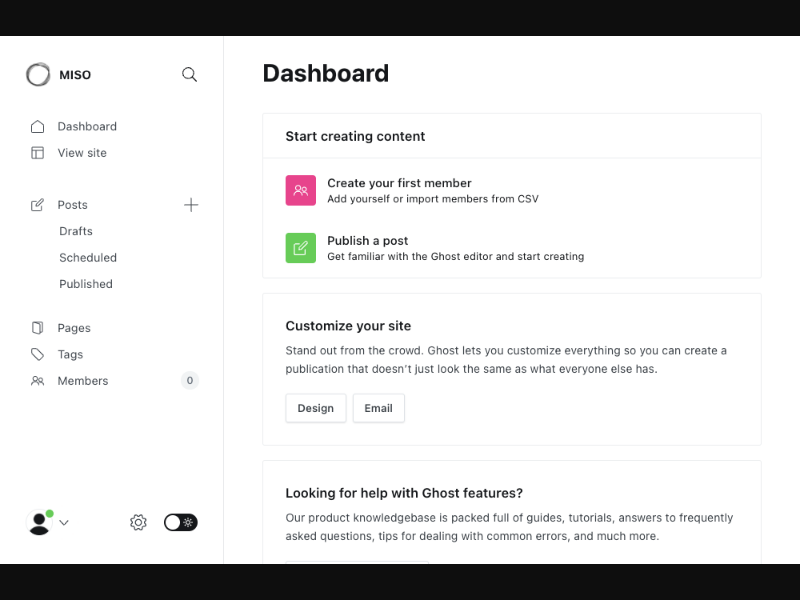 MISO
Dashboard
View site
Posts
Drafts
Scheduled
Published
Pages
Tags
Members
0
Dashboard
Start creating content
Create your first member
Add yourself or import members from CSV
Publish a post
Get familiar with the Ghost editor and start creating
Customize your site
Stand out from the crowd. Ghost lets you customize everything so you can create a
publication that doesn't just look the same as what everyone else has.
Design
Email
Looking for help with Ghost features?
Our product knowledgebase is packed full of guides, tutorials, answers to frequently
asked questions, tips for dealing with common errors, and much more.